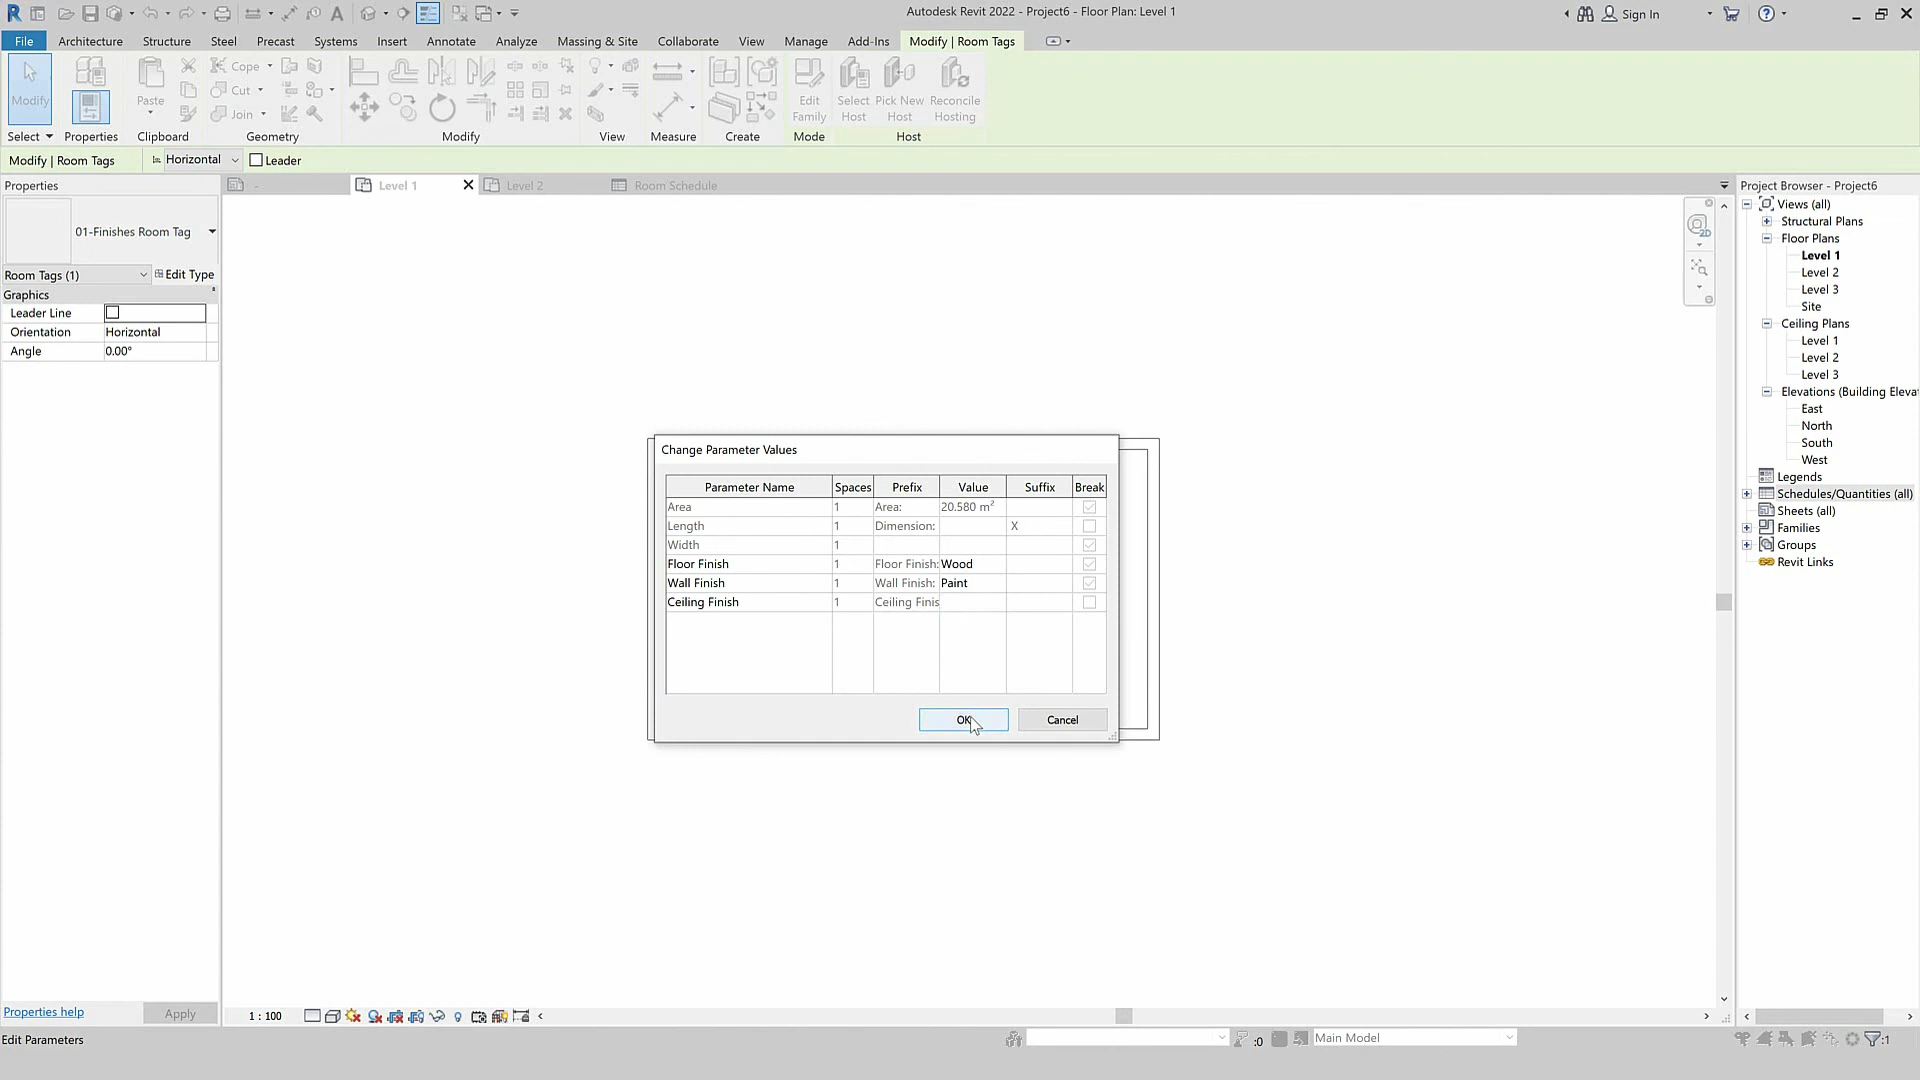 Autodesk Revit 2022 - Project6 - Floor Plan: Level 1
Sign In
File
Architecture
Structure
Steel
Precast
Systems
Insert
Annotate
Analyze
Massing & Site
Collaborate
View
Manage
Add-Ins
Modify | Room Tags
Modify
Paste
Cope
Cut
Join
Edit Family
Select Host
Pick New Host
Reconcile Hosting
Select
Properties
Clipboard
Geometry
Modify
View
Measure
Create
Mode
Host
Modify | Room Tags
Horizontal
Leader
Properties
-
Level 1
Level 2
Room Schedule
01-Finishes Room Tag
Room Tags (1)
Edit Type
Graphics
Leader Line
Orientation Horizontal
Angle 0.00°
Properties help
Apply
Change Parameter Values
Parameter Name Spaces Prefix Value Suffix Break
Area 1 Area: 20.580 m²
Length 1 Dimension: X
Width 1
Floor Finish 1 Floor Finish: Wood
Wall Finish 1 Wall Finish: Paint
Ceiling Finish 1 Ceiling Finis
OK
Cancel
2D
Project Browser - Project6
Views (all)
Structural Plans
Floor Plans
Level 1
Level 2
Level 3
Site
Ceiling Plans
Level 1
Level 2
Level 3
Elevations (Building Eleva
East
North
South
West
Legends
Schedules/Quantities (all)
Sheets (all)
Families
Groups
Revit Links
1 : 100
Edit Parameters
:0
Main Model
:1